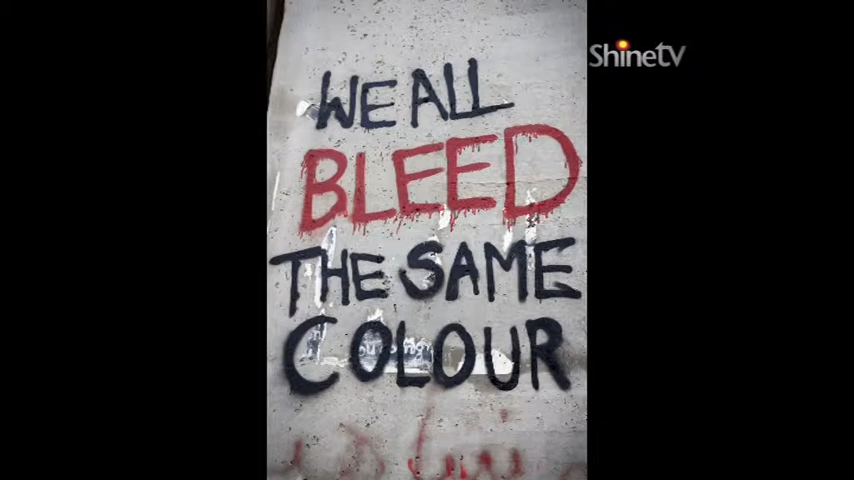 ShineTV
WE ALL
BLEED
THE SAME
COLOUR